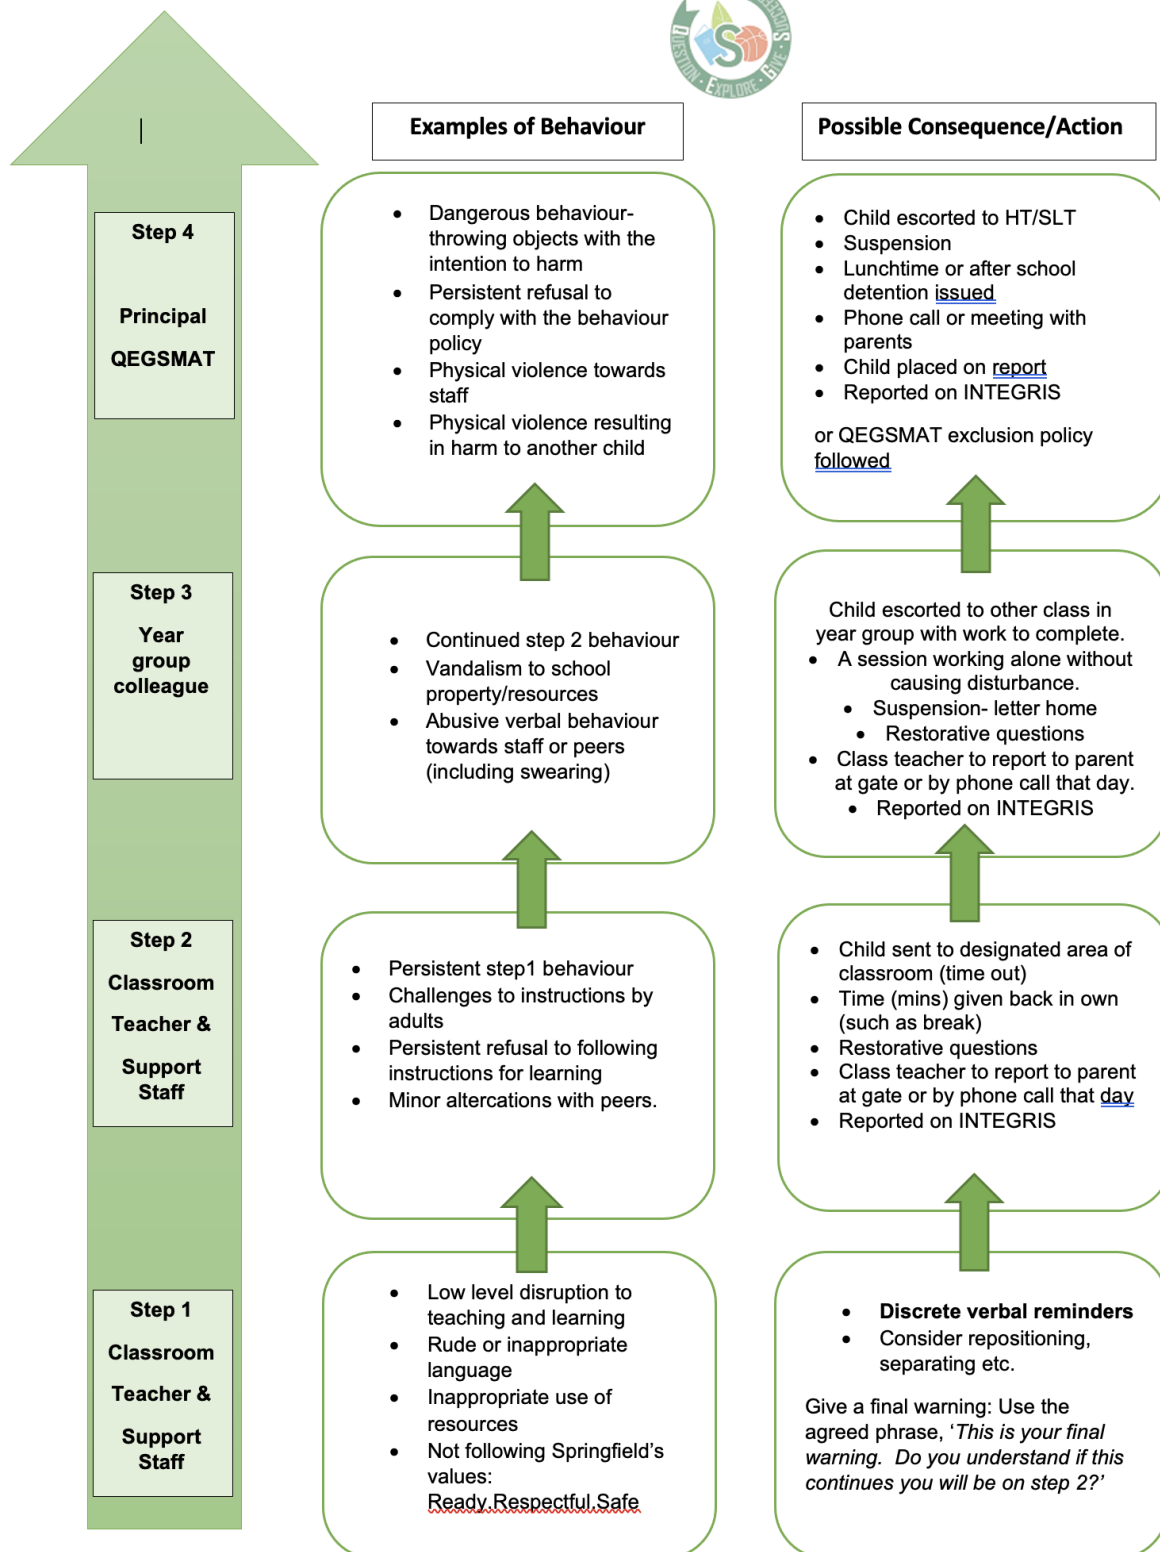 QUESTION · EXPLORE · GIVE · SUCCEED
Examples of Behaviour
Possible Consequence/Action
Step 4
Principal
QEGSMAT
• Dangerous behaviour-
throwing objects with the
intention to harm
• Persistent refusal to
comply with the behaviour
policy
• Physical violence towards
staff
• Physical violence resulting
in harm to another child
• Child escorted to HT/SLT
• Suspension
• Lunchtime or after school
detention issued
• Phone call or meeting with
parents
• Child placed on report
• Reported on INTEGRIS
or QEGSMAT exclusion policy
followed
Step 3
Year
group
colleague
• Continued step 2 behaviour
• Vandalism to school
property/resources
• Abusive verbal behaviour
towards staff or peers
(including swearing)
Child escorted to other class in
year group with work to complete.
• A session working alone without
causing disturbance.
• Suspension- letter home
• Restorative questions
• Class teacher to report to parent
at gate or by phone call that day.
• Reported on INTEGRIS
Step 2
Classroom
Teacher &
Support
Staff
• Persistent step1 behaviour
• Challenges to instructions by
adults
• Persistent refusal to following
instructions for learning
• Minor altercations with peers.
• Child sent to designated area of
classroom (time out)
• Time (mins) given back in own
(such as break)
• Restorative questions
• Class teacher to report to parent
at gate or by phone call that day
• Reported on INTEGRIS
Step 1
Classroom
Teacher &
Support
Staff
• Low level disruption to
teaching and learning
• Rude or inappropriate
language
• Inappropriate use of
resources
• Not following Springfield's
values:
Ready.Respectful.Safe
• Discrete verbal reminders
• Consider repositioning,
separating etc.
Give a final warning: Use the
agreed phrase, ‘This is your final
warning. Do you understand if this
continues you will be on step 2?’